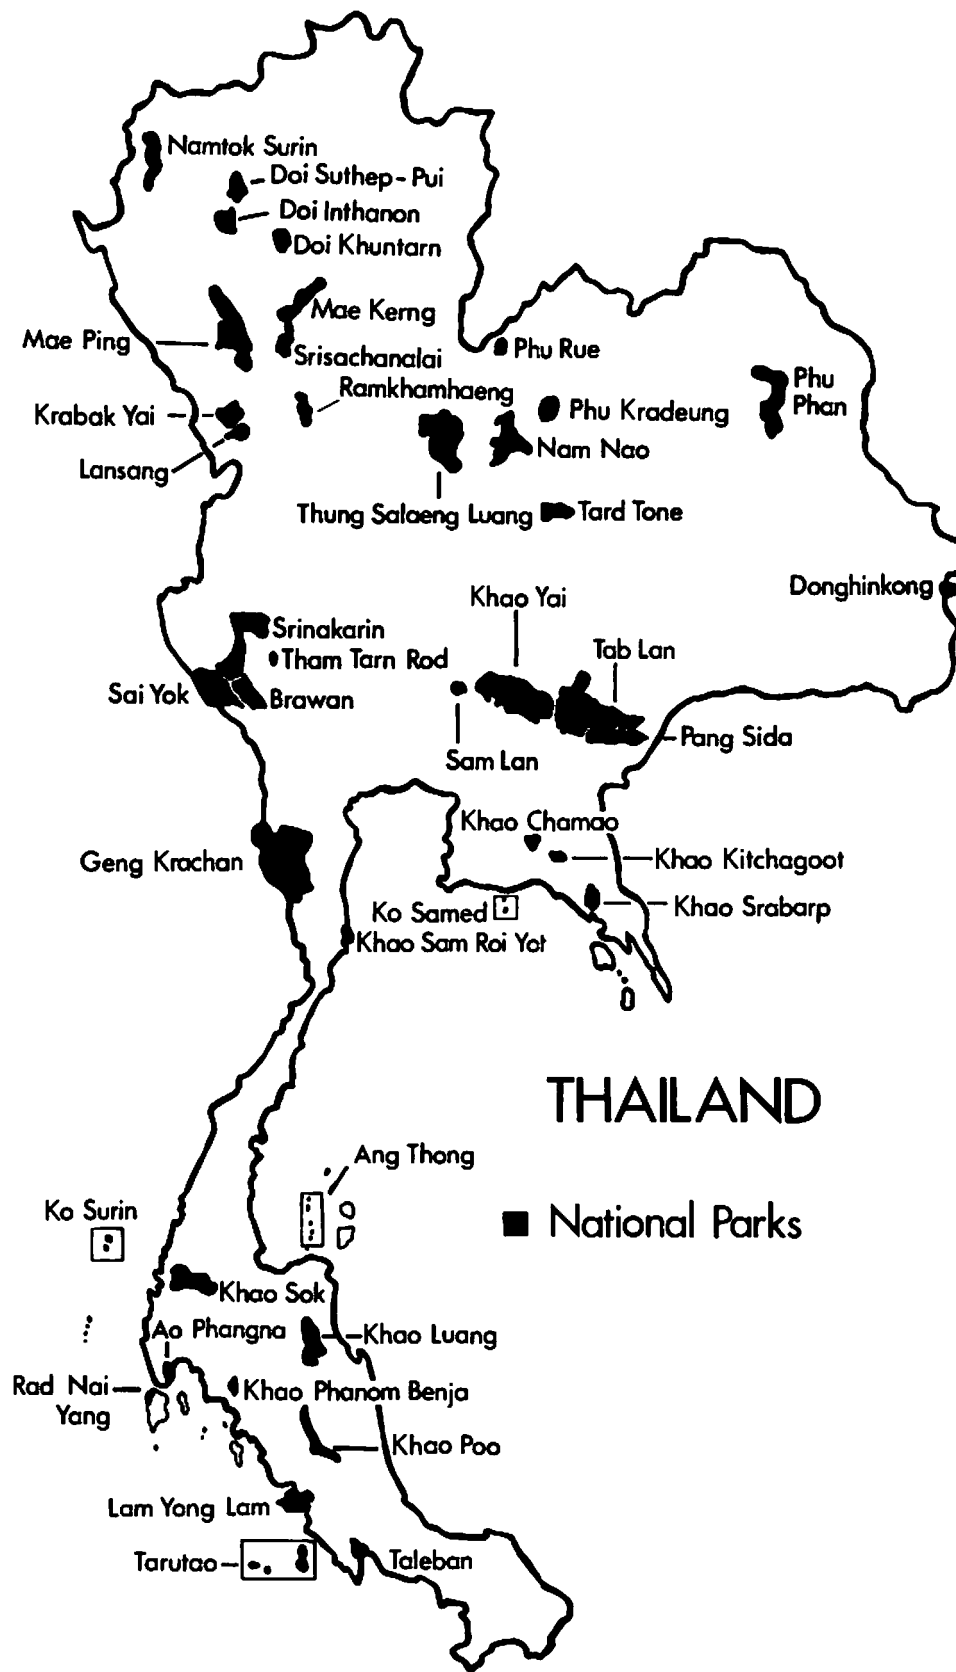 Namtok Surin
Doi Suthep-Pui
Doi Inthanon
Doi Khuntarn
Mae Kerng
Mae Ping
Srisachanalai
Phu Rue
Ramkhamhaeng
Phu
Phan
Krabak Yai
Phu Kradeung
Nam Nao
Lansang
Thung Salaeng Luang
Tard Tone
Donghinkong
Khao Yai
Srinakarin
Tab Lan
Tham Tarn Rod
Sai Yok
Brawan
Pang Sida
Sam Lan
Khao Chamao
Geng Krachan
Khao Kitchagoot
Ko Samed
Khao Srabarp
Khao Sam Roi Yot
THAILAND
Ang Thong
Ko Surin
National Parks
Khao Sok
Ao Phangna
Khao Luang
Rad Nai
Yang
Khao Phanom Benja
Khao Poo
Lam Yong Lam
Tarutao
Taleban